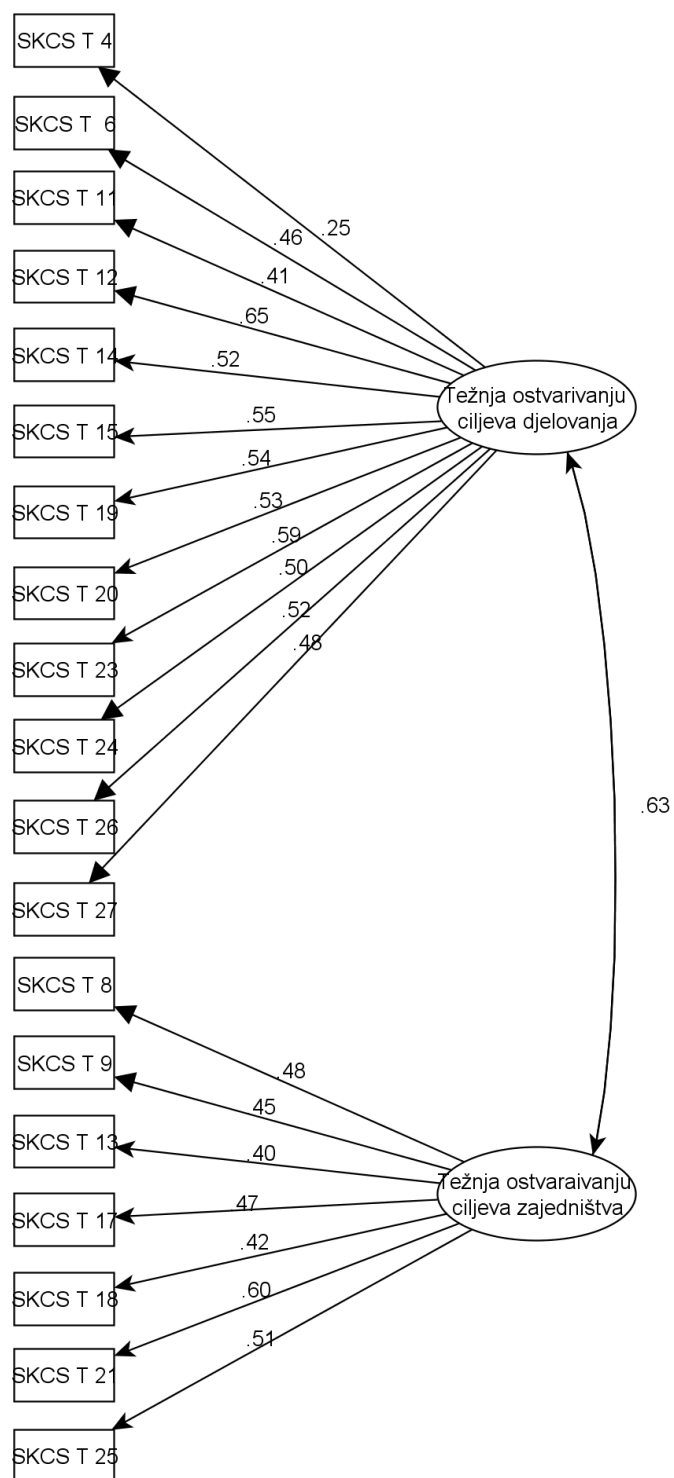 SKCS T 4
SKCS T  6
SKCS T 11
SKCS T 12
SKCS T 14
SKCS T 15
SKCS T 19
SKCS T 20
SKCS T 23
SKCS T 24
SKCS T 26
SKCS T 27
.25
.46
.41
.65
.52
.55
.54
.53
.59
.50
.52
.48
Težnja ostvarivanju
ciljeva djelovanja
.63
SKCS T 8
SKCS T 9
SKCS T 13
SKCS T 17
SKCS T 18
SKCS T 21
SKCS T 25
.48
.45
.40
.47
.42
.60
.51
Težnja ostvaraivanju
ciljeva zajedništva